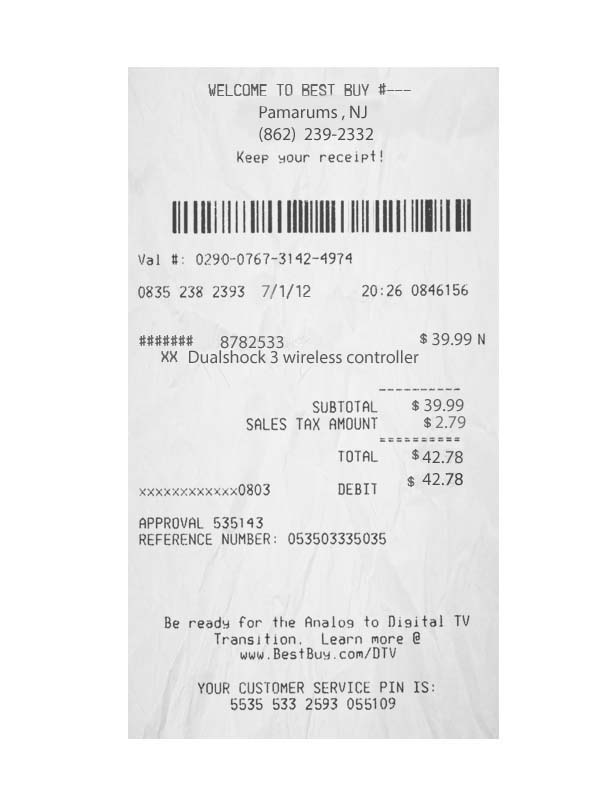 WELCOME TO BEST BUY #---
Pamarums , NJ
(862) 239-2332
Keep your receipt!
Val #: 0290-0767-3142-4974
0835 238 2393 7/1/12 20:26 0846156
####### 8782533 $ 39.99 N
XX Dualshock 3 wireless controller
SUBTOTAL $ 39.99
SALES TAX AMOUNT $ 2.79
TOTAL $ 42.78
xxxxxxxxxxxx0803 DEBIT $ 42.78
APPROVAL 535143
REFERENCE NUMBER: 053503335035
Be ready for the Analog to Digital TV
Transition. Learn more @
www.BestBuy.com/DTV
YOUR CUSTOMER SERVICE PIN IS:
5535 533 2593 055109